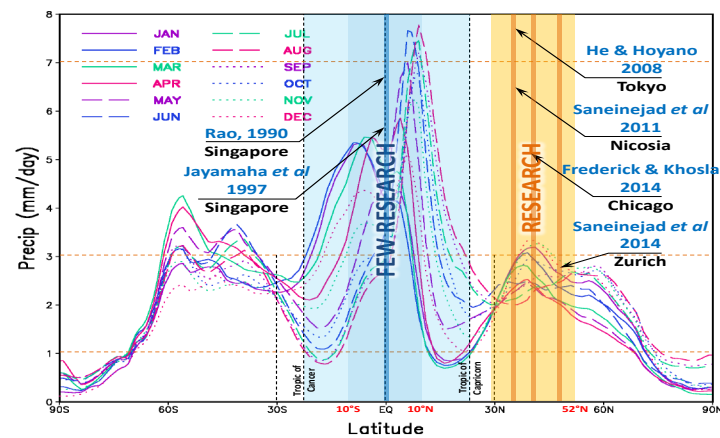 JAN
FEB
MAR
APR
MAY
JUN
JUL
AUG
SEP
OCT
NOV
DEC
He & Hoyano
2008
Tokyo
Saneinejad et al
2011
Nicosia
Frederick & Khosla
2014
Chicago
Saneinejad et al
2014
Zurich
Rao, 1990
Singapore
Jayamaha et al
1997
Singapore
FEW RESEARCH
RESEARCH
Precip (mm/day)
8
7
6
5
4
3
2
1
0
Tropic of
Cancer
Tropic of
Capricorn
90S
60S
30S
10°S
EQ
10°N
30N
52°N
60N
90N
Latitude